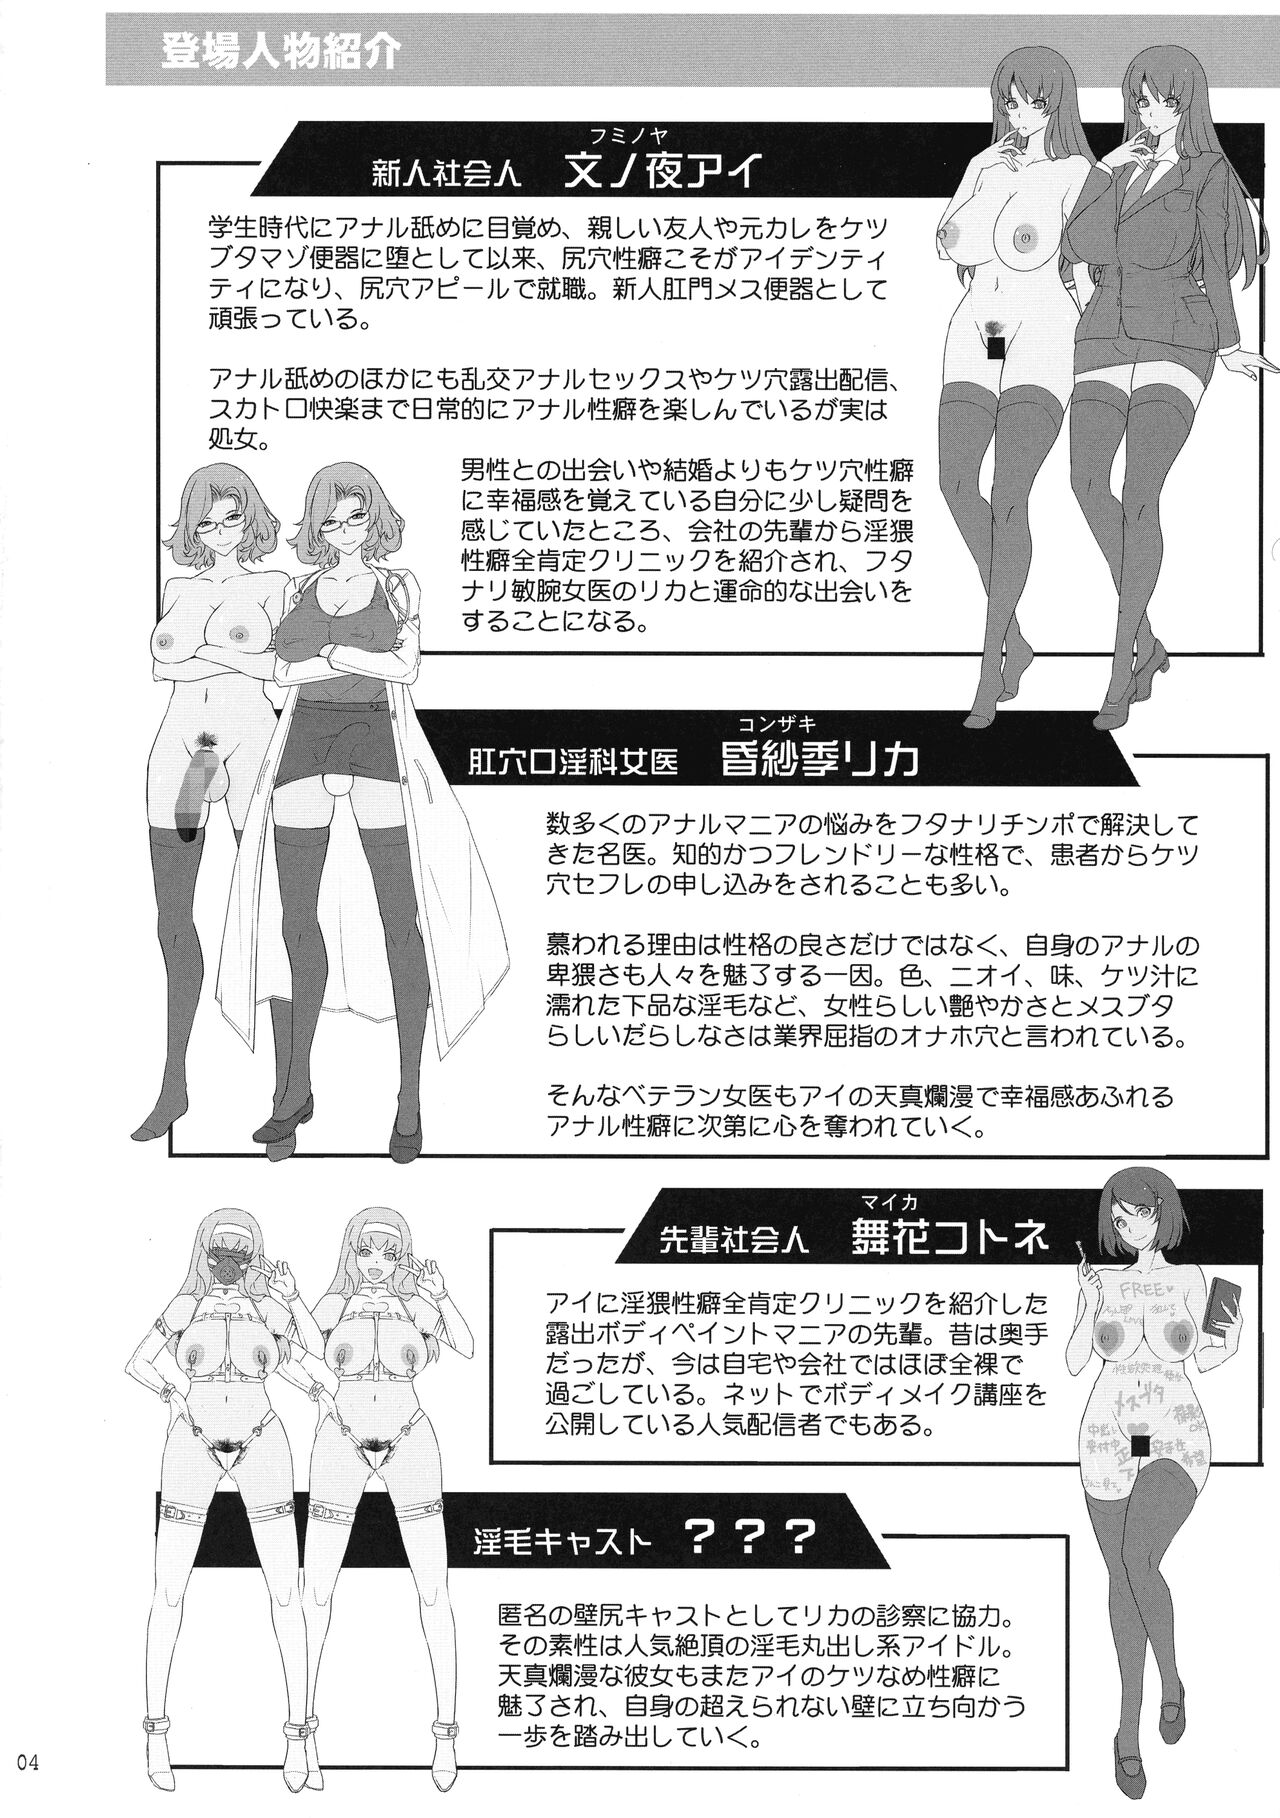 登場人物紹介
フミノヤ
新人社会人 文ノ夜アイ
学生時代にアナル舐めに目覚め、親しい友人や元カレをケツ
ブタマゾ便器に堕として以来、尻穴性癖こそがアイデンティ
ティになり、尻穴アピールで就職。新人肛門メス便器として
頑張っている。
アナル舐めのほかにも乱交アナルセックスやケツ穴露出配信、
スカトロ快楽まで日常的にアナル性癖を楽しんでいるが実は
処女。
男性との出会いや結婚よりもケツ穴性癖
に幸福感を覚えている自分に少し疑問を
感じていたところ、会社の先輩から淫猥
性癖全肯定クリニックを紹介され、フタ
ナリ敏腕女医のリカと運命的な出会いを
することになる。
コンザキ
肛穴口淫科女医 昏紗季リカ
数多くのアナルマニアの悩みをフタナリチンポで解決して
きた名医。知的かつフレンドリーな性格で、患者からケツ
穴セフレの申し込みをされることも多い。
慕われる理由は性格の良さだけではなく、自身のアナルの
卑猥さも人々を魅了する一因。色、ニオイ、味、ケツ汁に
濡れた下品な淫毛など、女性らしい艶やかさとメスブタ
らしいだらしなさは業界屈指のオナホ穴と言われている。
そんなベテラン女医もアイの天真爛漫で幸福感あふれる
アナル性癖に次第に心を奪われていく。
マイカ
先輩社会人 舞花コトネ
アイに淫猥性癖全肯定クリニックを紹介した
露出ボディペイントマニアの先輩。昔は奥手
だったが、今は自宅や会社ではほぼ全裸で
過ごしている。ネットでボディメイク講座を
公開している人気配信者でもある。
FREE♥
Love
性欲処理
メスブタ
撮影
OK
中出し
受付中
正
希望
淫毛キャスト ？？？
匿名の壁尻キャストとしてリカの診察に協力。
その素性は人気絶頂の淫毛丸出し系アイドル。
天真爛漫な彼女もまたアイのケツなめ性癖に
魅了され、自身の超えられない壁に立ち向かう
一歩を踏み出していく。
04